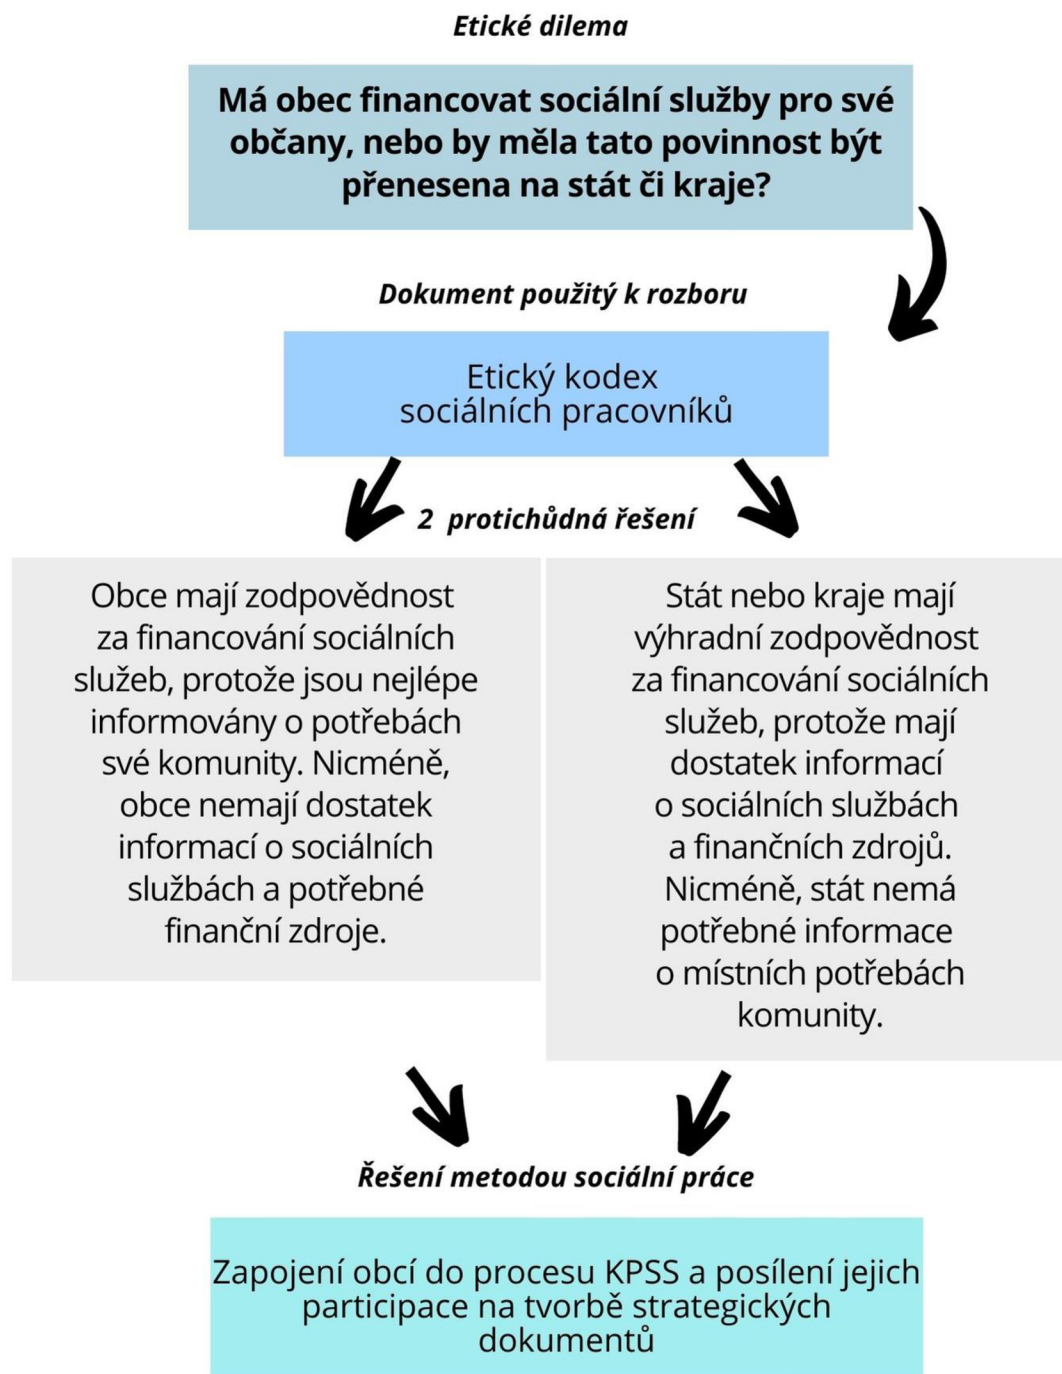 Etické dilema
Má obec financovat sociální služby pro své
občany, nebo by měla tato povinnost být
přenesena na stát či kraje?
Dokument použitý k rozboru
Etický kodex
sociálních pracovníků
2 protichůdná řešení
Obce mají zodpovědnost
za financování sociálních
služeb, protože jsou nejlépe
informovány o potřebách
své komunity. Nicméně,
obce nemají dostatek
informací o sociálních
službách a potřebné
finanční zdroje.
Stát nebo kraje mají
výhradní zodpovědnost
za financování sociálních
služeb, protože mají
dostatek informací
o sociálních službách
a finančních zdrojů.
Nicméně, stát nemá
potřebné informace
o místních potřebách
komunity.
Řešení metodou sociální práce
Zapojení obcí do procesu KPSS a posílení jejich
participace na tvorbě strategických
dokumentů